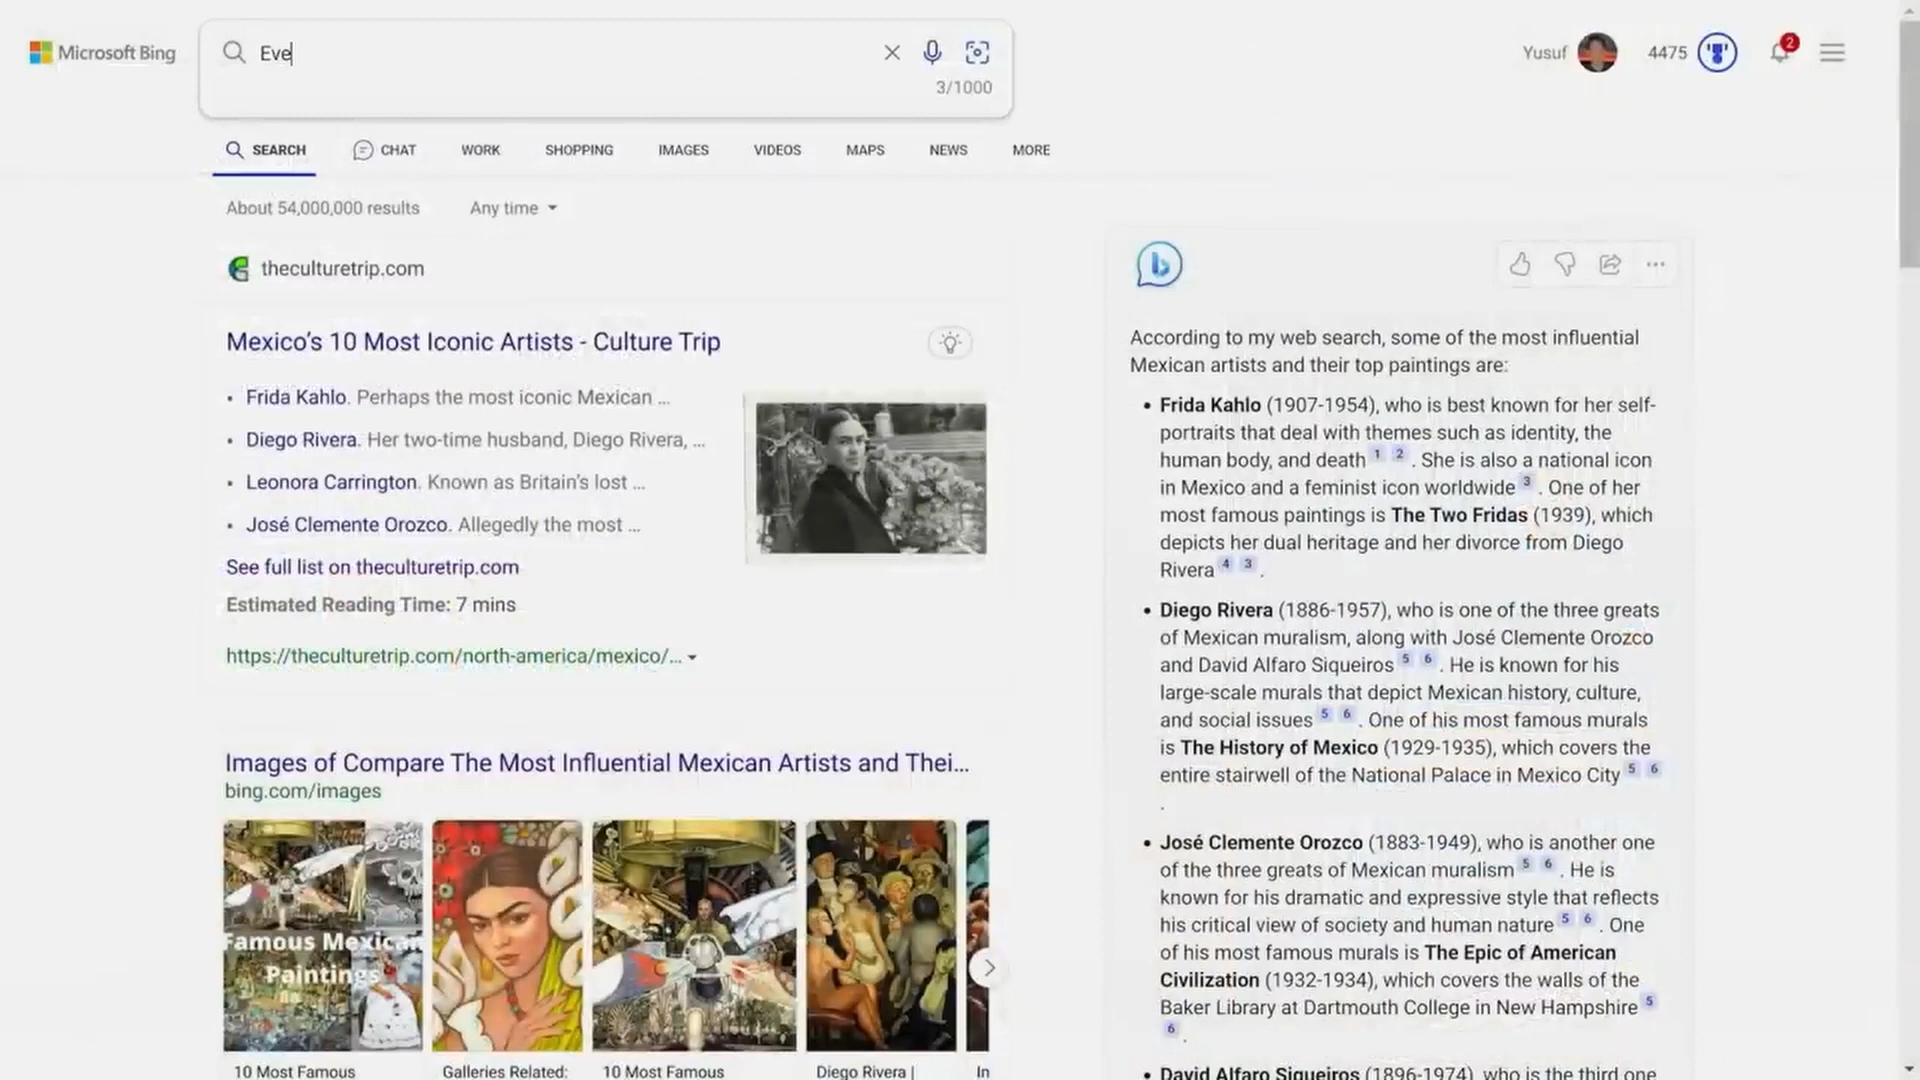 Microsoft Bing
Eve
3/1000
Yusuf
4475
2
SEARCH
CHAT
WORK
SHOPPING
IMAGES
VIDEOS
MAPS
NEWS
MORE
About 54,000,000 results
Any time
theculturetrip.com
Mexico’s 10 Most Iconic Artists - Culture Trip
• Frida Kahlo. Perhaps the most iconic Mexican ...
• Diego Rivera. Her two-time husband, Diego Rivera, ...
• Leonora Carrington. Known as Britain’s lost ...
• José Clemente Orozco. Allegedly the most ...
See full list on theculturetrip.com
Estimated Reading Time: 7 mins
https://theculturetrip.com/north-america/mexico/...
Images of Compare The Most Influential Mexican Artists and Thei...
bing.com/images
Famous Mexican
Paintings
10 Most Famous
Galleries Related:
10 Most Famous
Diego Rivera |
In
According to my web search, some of the most influential
Mexican artists and their top paintings are:
• Frida Kahlo (1907-1954), who is best known for her self-
portraits that deal with themes such as identity, the
human body, and death 1 2 . She is also a national icon
in Mexico and a feminist icon worldwide 3 . One of her
most famous paintings is The Two Fridas (1939), which
depicts her dual heritage and her divorce from Diego
Rivera 4 3 .
• Diego Rivera (1886-1957), who is one of the three greats
of Mexican muralism, along with José Clemente Orozco
and David Alfaro Siqueiros 5 6 . He is known for his
large-scale murals that depict Mexican history, culture,
and social issues 5 6 . One of his most famous murals
is The History of Mexico (1929-1935), which covers the
entire stairwell of the National Palace in Mexico City 5 6
.
• José Clemente Orozco (1883-1949), who is another one
of the three greats of Mexican muralism 5 6 . He is
known for his dramatic and expressive style that reflects
his critical view of society and human nature 5 6 . One
of his most famous murals is The Epic of American
Civilization (1932-1934), which covers the walls of the
Baker Library at Dartmouth College in New Hampshire 5
6 .
• David Alfaro Siqueiros (1896-1974), who is the third one